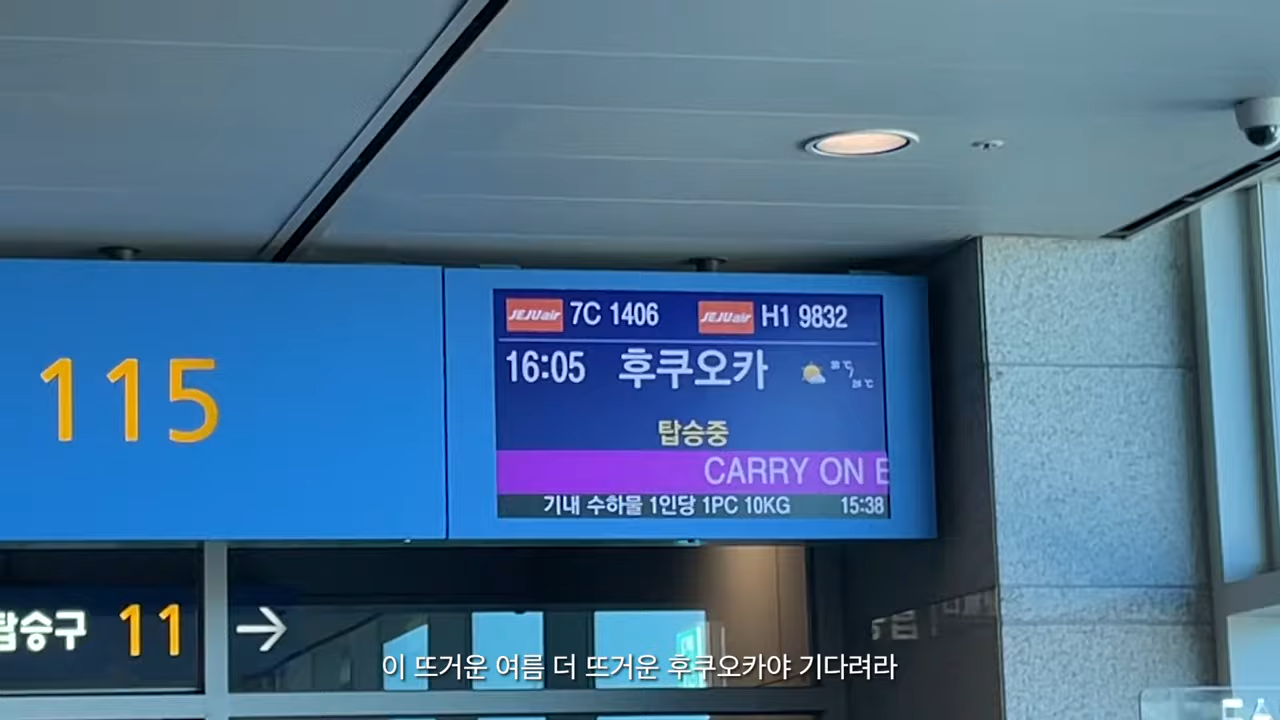 115
JEJUair 7C 1406 JEJUair H1 9832
16:05 후쿠오카
탑승중
CARRY ON
기내 수하물 1인당 1PC 10KG 15:38
탑승구 11
이 뜨거운 여름 더 뜨거운 후쿠오카야 기다려라